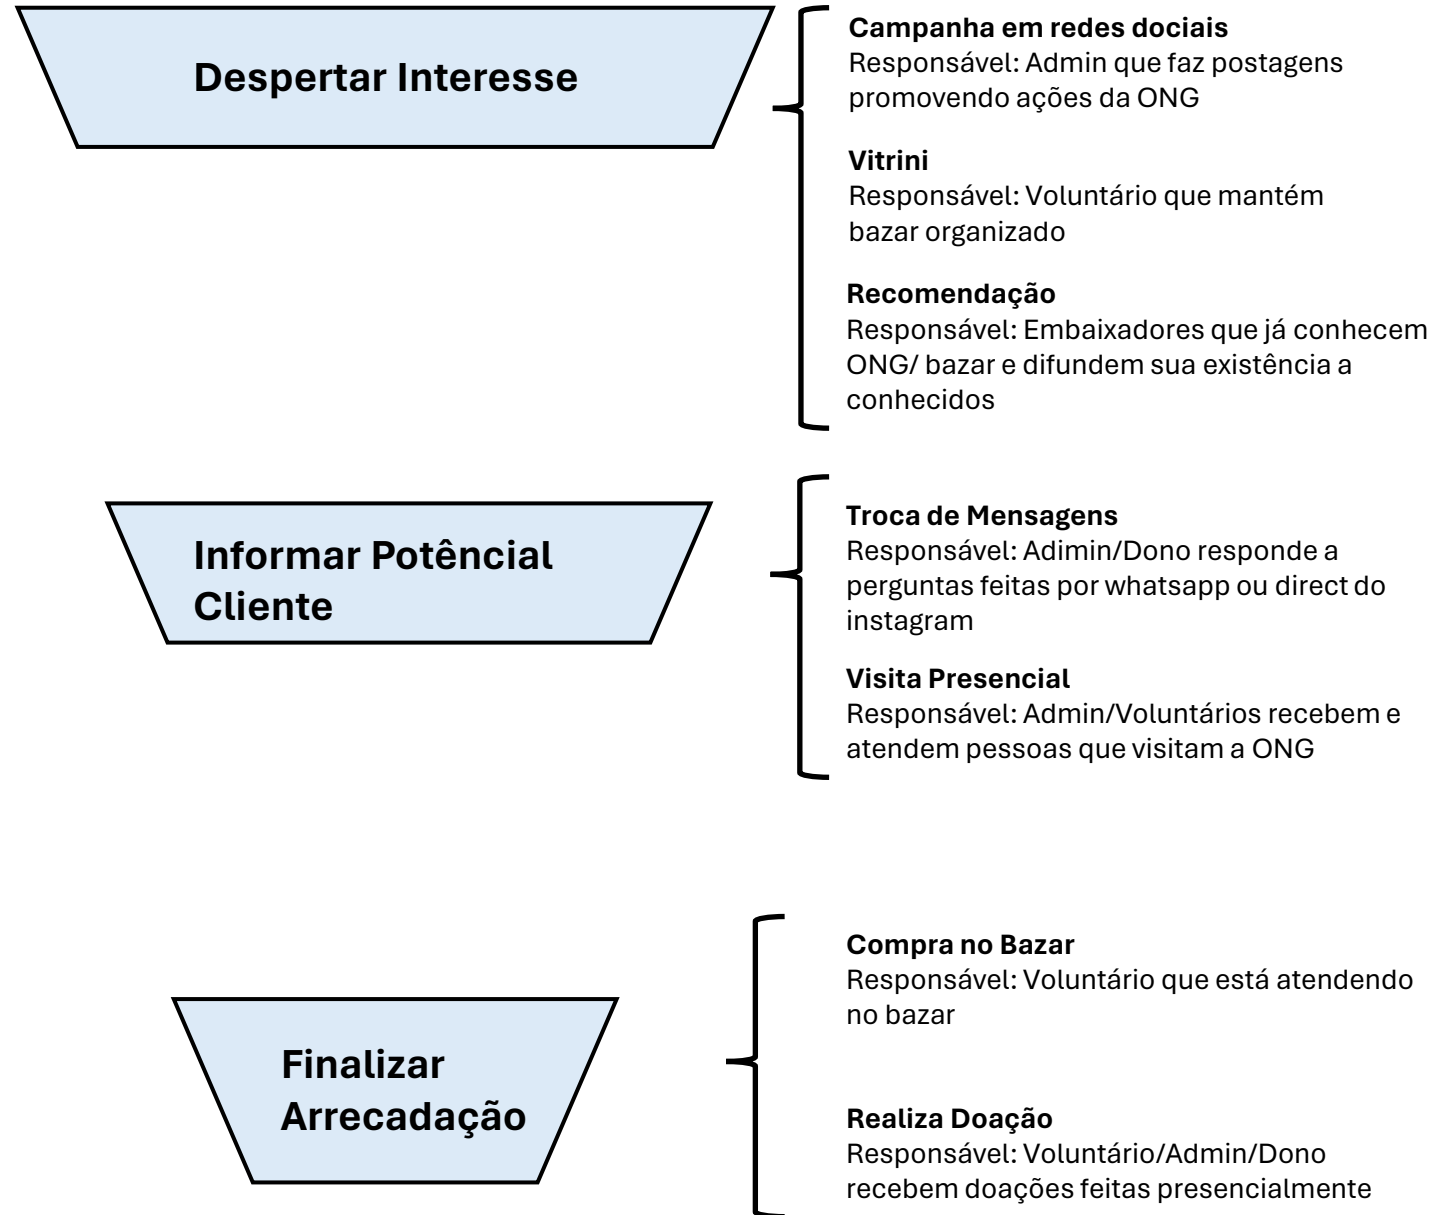 Despertar Interesse
Campanha em redes dociais
Responsável: Admin que faz postagens
promovendo ações da ONG
Vitrini
Responsável: Voluntário que mantém
bazar organizado
Recomendação
Responsável: Embaixadores que já conhecem
ONG/ bazar e difundem sua existência a
conhecidos
Informar Potêncial
Cliente
Troca de Mensagens
Responsável: Adimin/Dono responde a
perguntas feitas por whatsapp ou direct do
instagram
Visita Presencial
Responsável: Admin/Voluntários recebem e
atendem pessoas que visitam a ONG
Finalizar
Arrecadação
Compra no Bazar
Responsável: Voluntário que está atendendo
no bazar
Realiza Doação
Responsável: Voluntário/Admin/Dono
recebem doações feitas presencialmente